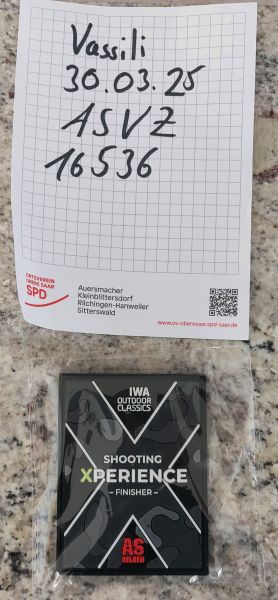 Vassili
30.03.25
ASVZ
16536
ORTSVEREIN
OBERE SAAR
SPD
Auersmacher
Kleinblittersdorf
Rilchingen-Hanweiler
Sitterswald
www.ov-oberesaar.spd-saar.de
IWA
OUTDOOR
CLASSICS
SHOOTING
XPERIENCE
– FINISHER –
AS
HELDEN